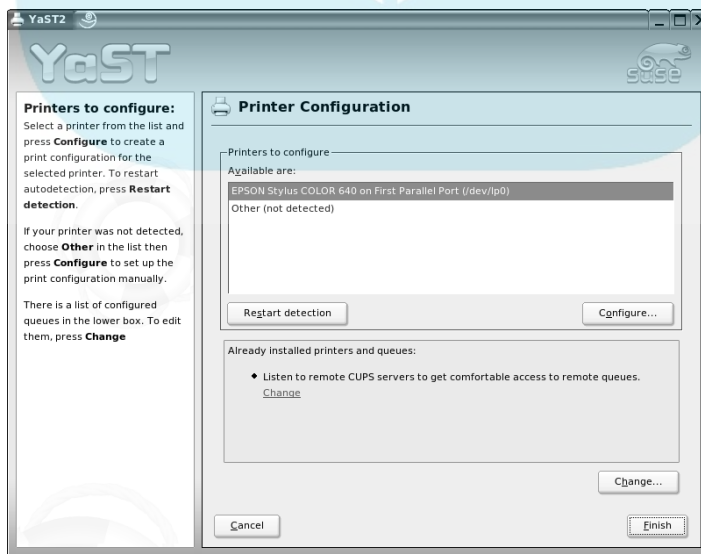 YaST2
YaST
SUSE
Printers to configure:
Select a printer from the list and
press Configure to create a
print configuration for the
selected printer. To restart
autodetection, press Restart
detection.
If your printer was not detected,
choose Other in the list then
press Configure to set up the
print configuration manually.
There is a list of configured
queues in the lower box. To edit
them, press Change
Printer Configuration
Printers to configure
Available are:
EPSON Stylus COLOR 640 on First Parallel Port (/dev/lp0)
Other (not detected)
Restart detection
Configure...
Already installed printers and queues:
Listen to remote CUPS servers to get comfortable access to remote queues.
Change
Change...
Cancel
Finish